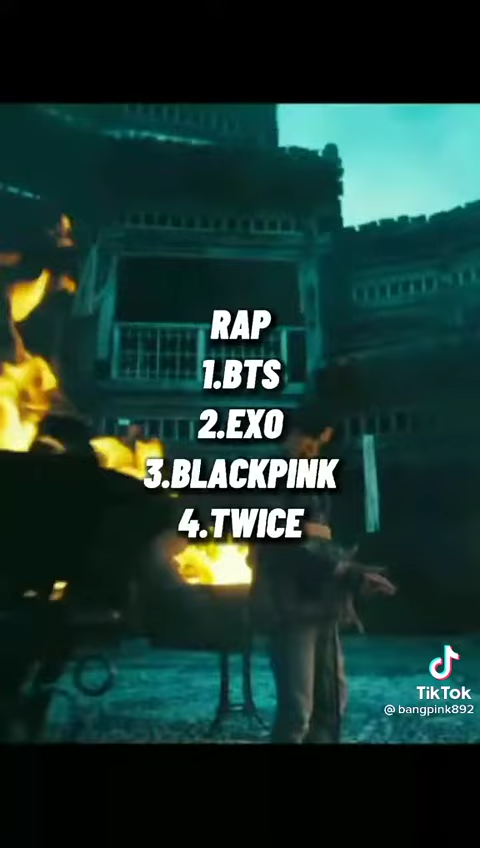 RAP
1.BTS
2.EXO
3.BLACKPINK
4.TWICE
TikTok
@bangpink892